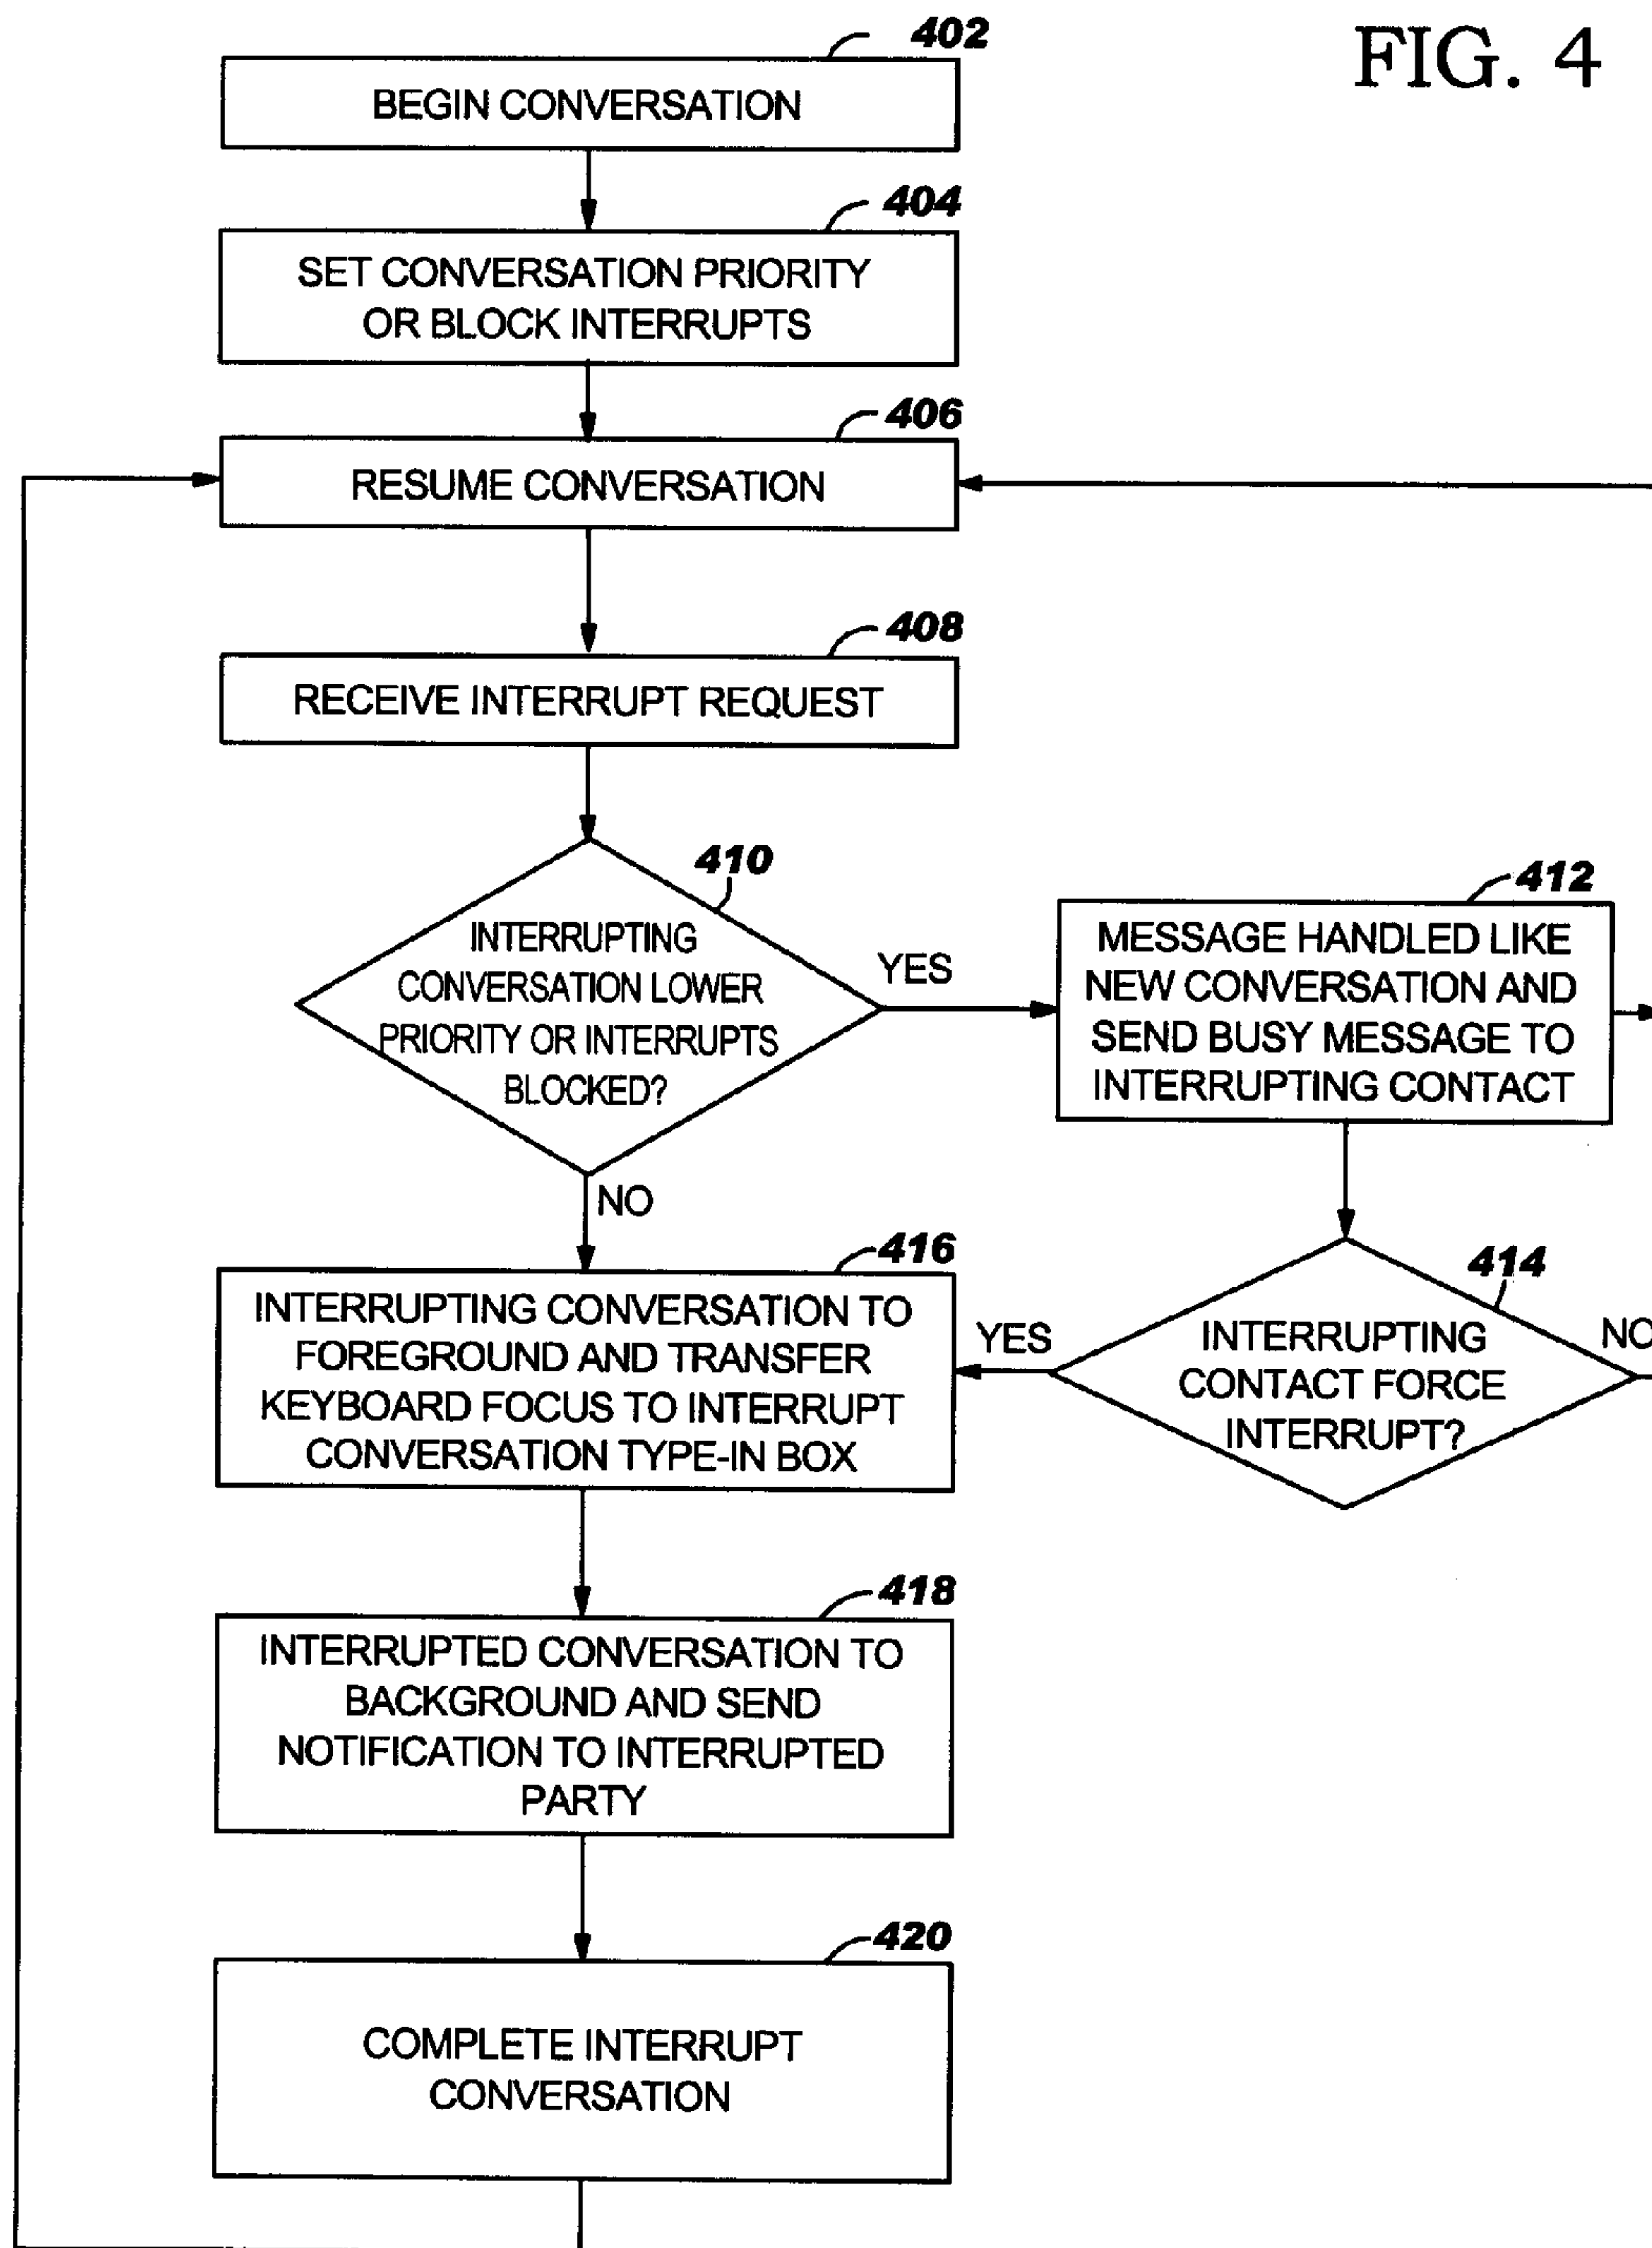 FIG. 4
402
BEGIN CONVERSATION
404
SET CONVERSATION PRIORITY
OR BLOCK INTERRUPTS
406
RESUME CONVERSATION
408
RECEIVE INTERRUPT REQUEST
410
INTERRUPTING
CONVERSATION LOWER
PRIORITY OR INTERRUPTS
BLOCKED?
YES
412
MESSAGE HANDLED LIKE
NEW CONVERSATION AND
SEND BUSY MESSAGE TO
INTERRUPTING CONTACT
NO
414
INTERRUPTING
CONTACT FORCE
INTERRUPT?
YES
NO
416
INTERRUPTING CONVERSATION TO
FOREGROUND AND TRANSFER
KEYBOARD FOCUS TO INTERRUPT
CONVERSATION TYPE-IN BOX
418
INTERRUPTED CONVERSATION TO
BACKGROUND AND SEND
NOTIFICATION TO INTERRUPTED
PARTY
420
COMPLETE INTERRUPT
CONVERSATION